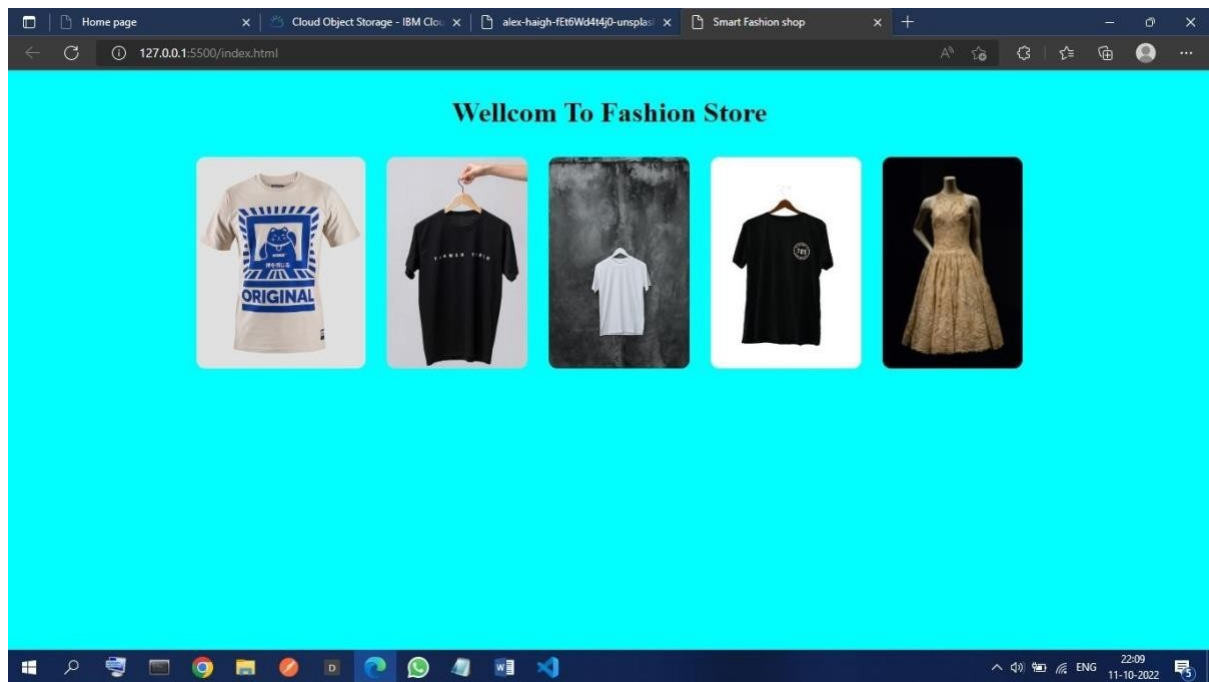 Home page
Cloud Object Storage - IBM Clou
alex-haigh-fEt6Wd4t4j0-unsplas
Smart Fashion shop
127.0.0.1:5500/index.html
Wellcom To Fashion Store
ORIGINAL
22:09
ENG
11-10-2022
5